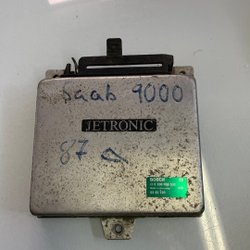 Saab 9000
JETRONIC
87
BOSCH